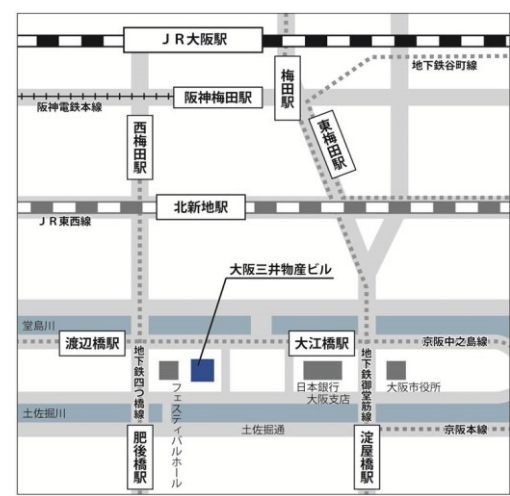 JR大阪駅
地下鉄谷町線
梅田駅
阪神梅田駅
阪神電鉄本線
西梅田駅
東梅田駅
北新地駅
JR東西線
大阪三井物産ビル
堂島川
渡辺橋駅
大江橋駅
京阪中之島線
地下鉄四つ橋線
フェスティバルホール
日本銀行
大阪支店
地下鉄御堂筋線
大阪市役所
土佐掘川
土佐掘通
京阪本線
肥後橋駅
淀屋橋駅